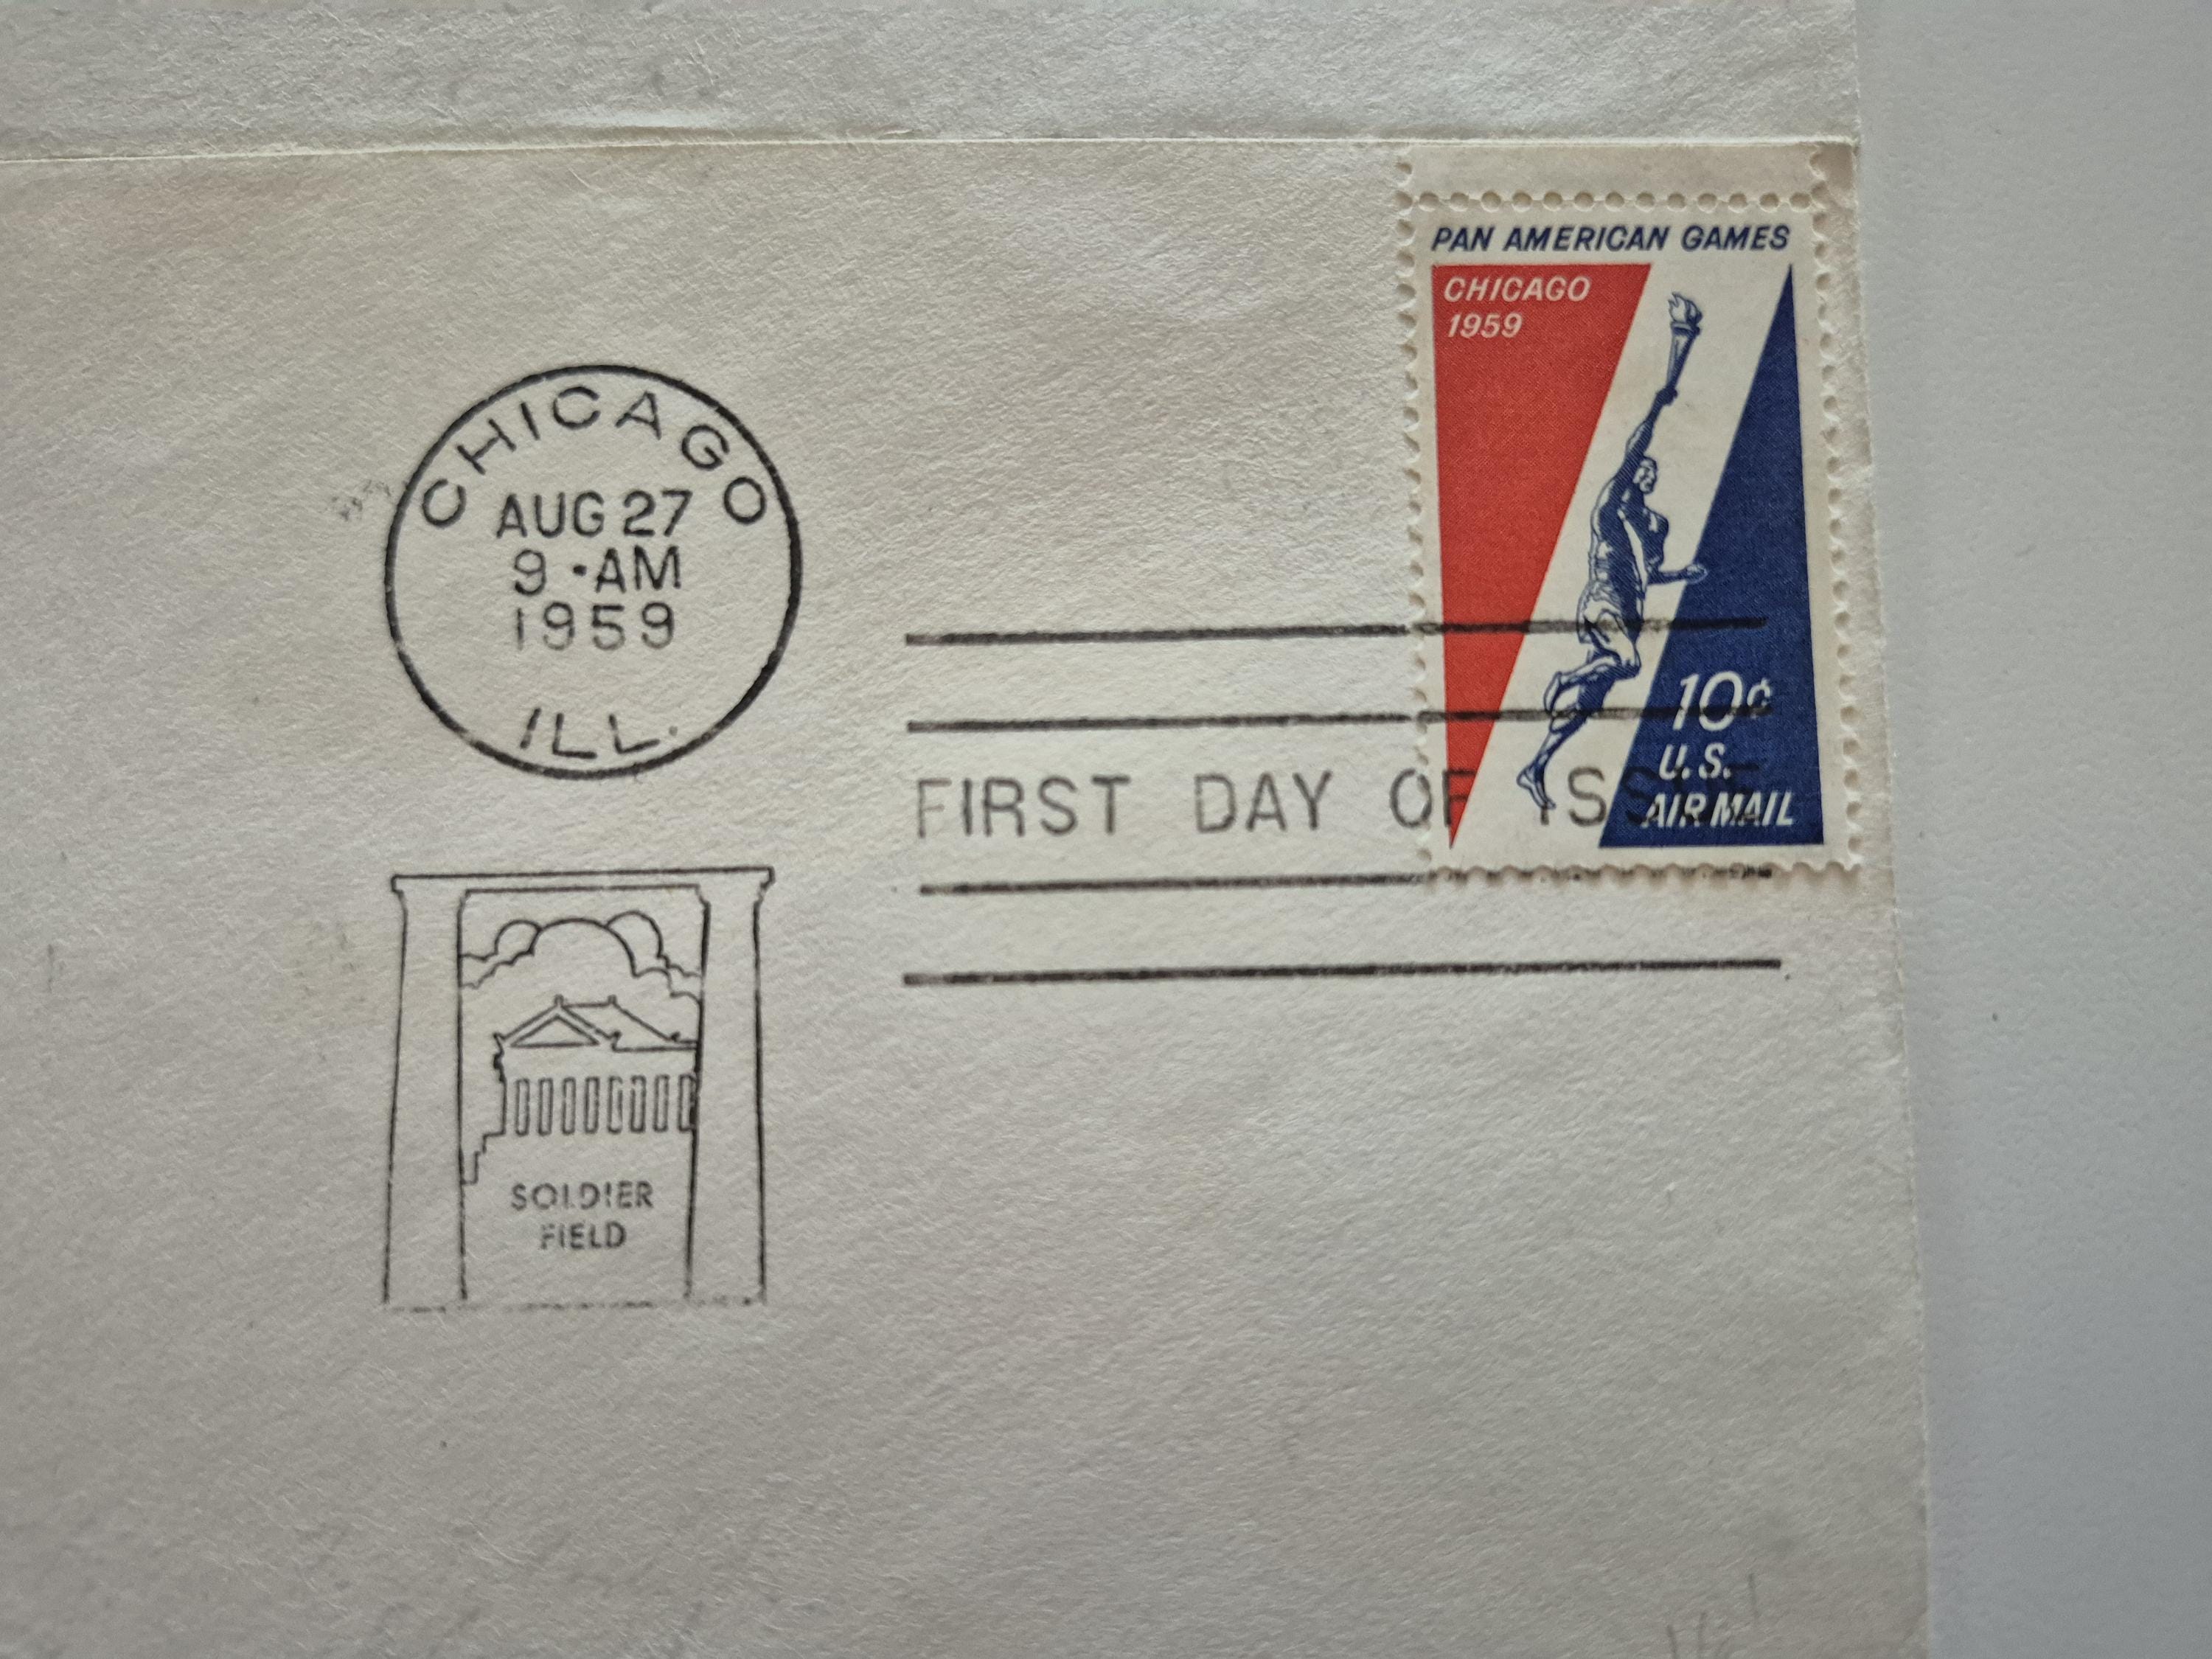 PAN AMERICAN GAMES
CHICAGO
1959
10¢
U.S.
AIR MAIL
CHICAGO
AUG 27
9 • AM
1959
ILL.
FIRST DAY OF ISSUE
SOLDIER
FIELD